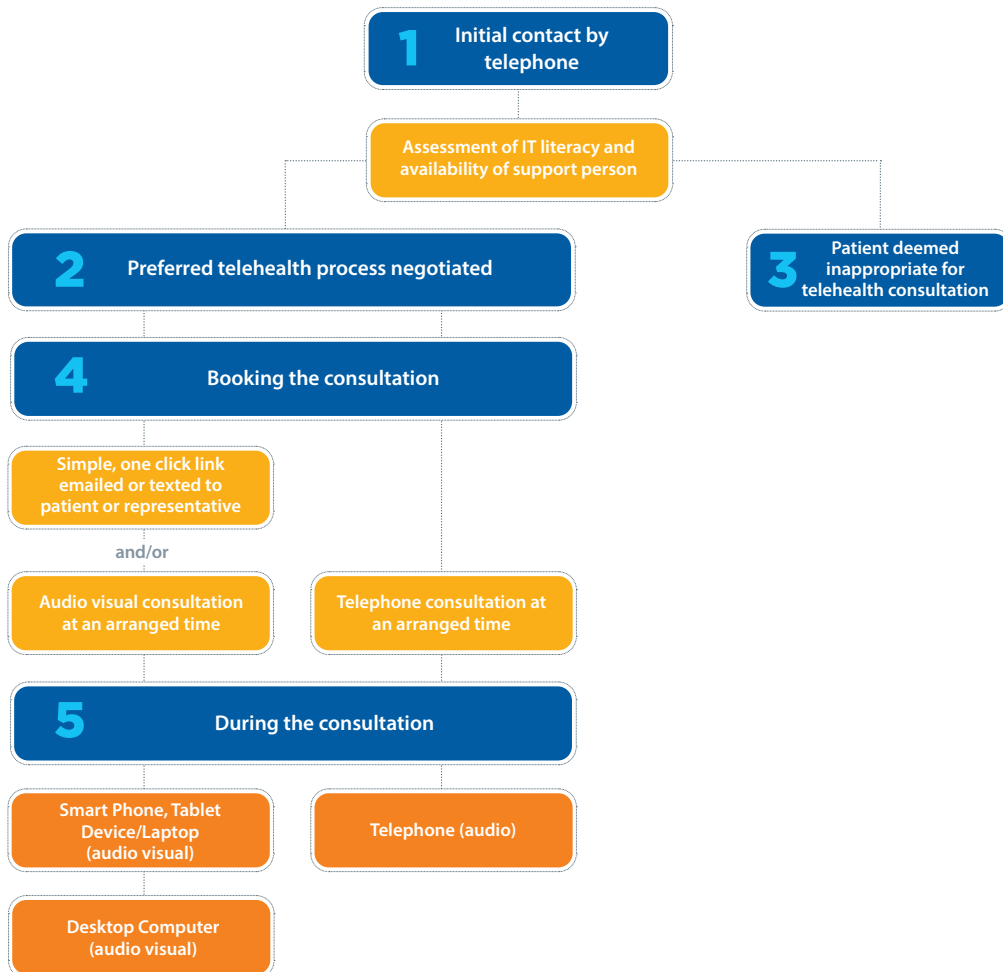 1
Initial contact by
telephone
Assessment of IT literacy and
availability of support person
2
Preferred telehealth process negotiated
3
Patient deemed
inappropriate for
telehealth consultation
4
Booking the consultation
Simple, one click link
emailed or texted to
patient or representative
and/or
Audio visual consultation
at an arranged time
Telephone consultation at
an arranged time
5
During the consultation
Smart Phone, Tablet
Device/Laptop
(audio visual)
Telephone (audio)
Desktop Computer
(audio visual)